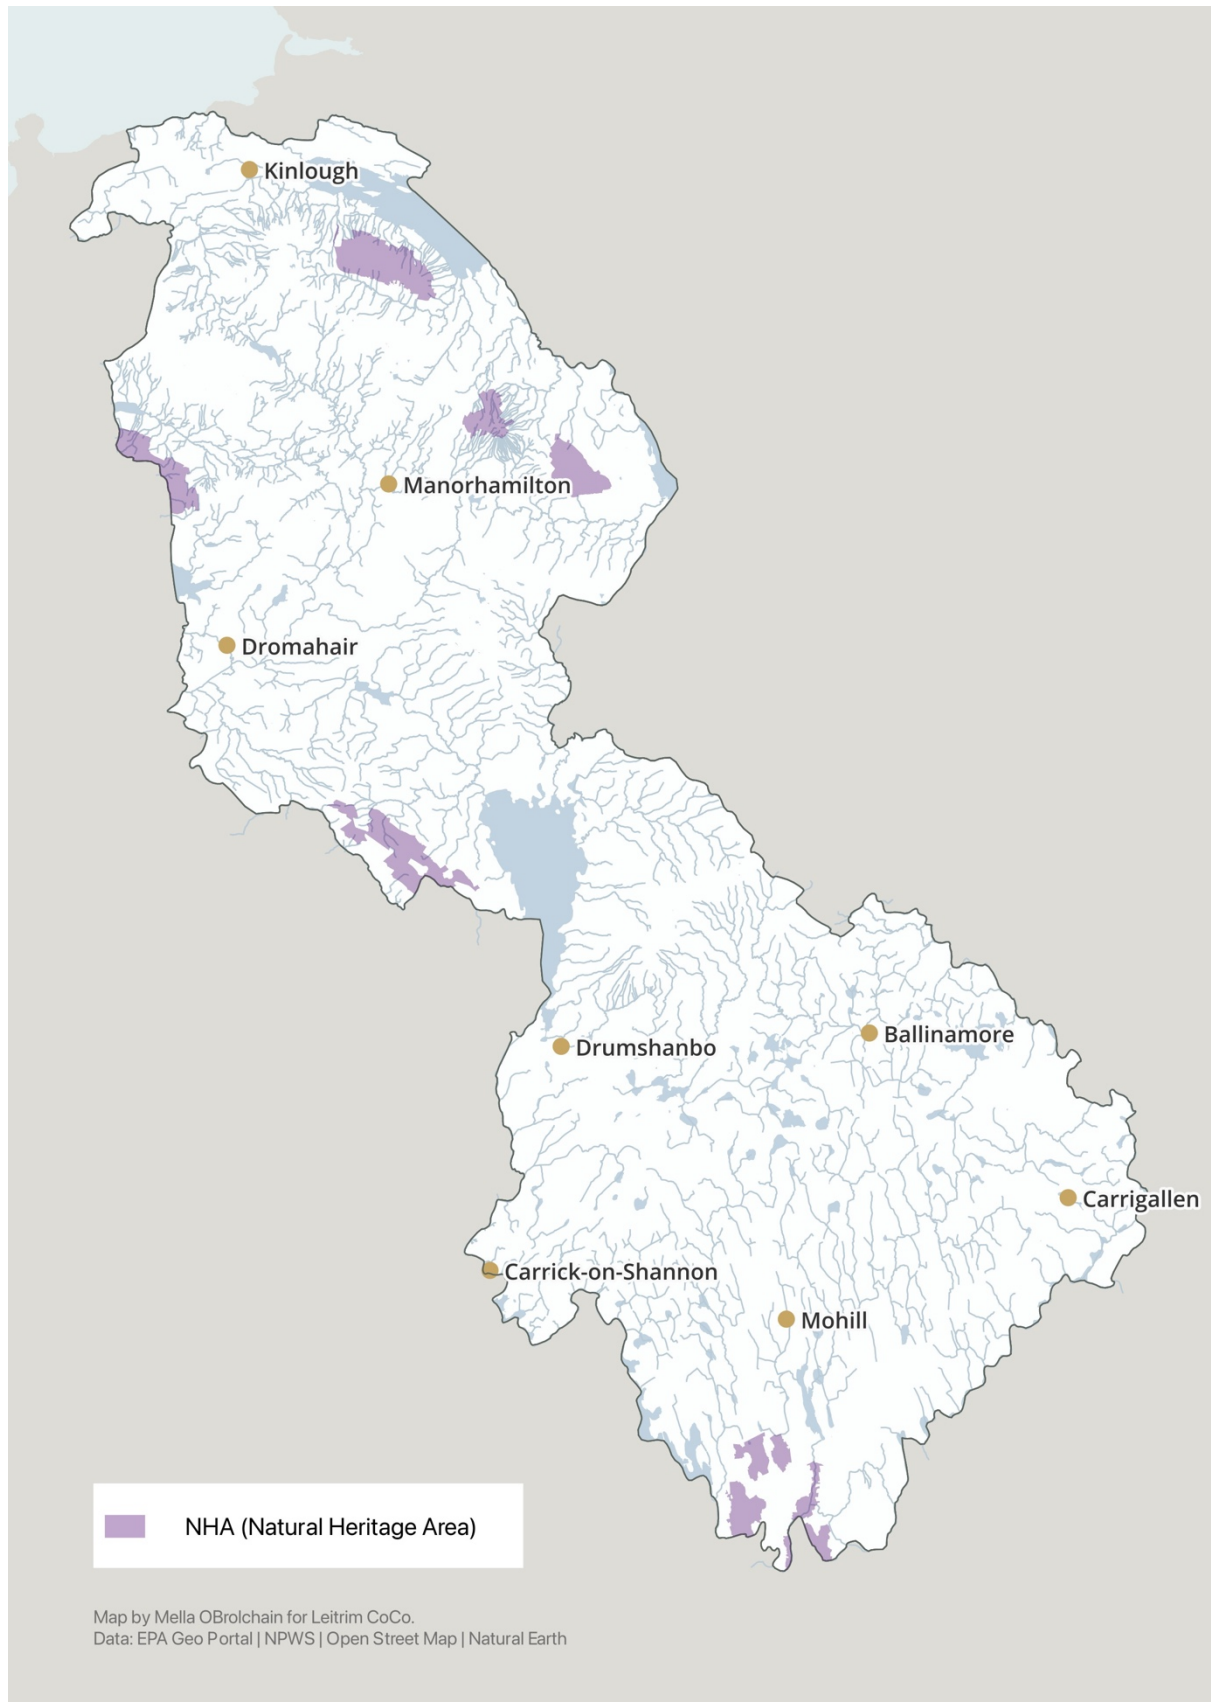 Kinlough
Manorhamilton
Dromahair
Ballinamore
Drumshanbo
Carrigallen
Carrick-on-Shannon
Mohill
NHA (Natural Heritage Area)
Map by Mella OBrolchain for Leitrim CoCo.
Data: EPA Geo Portal | NPWS | Open Street Map | Natural Earth